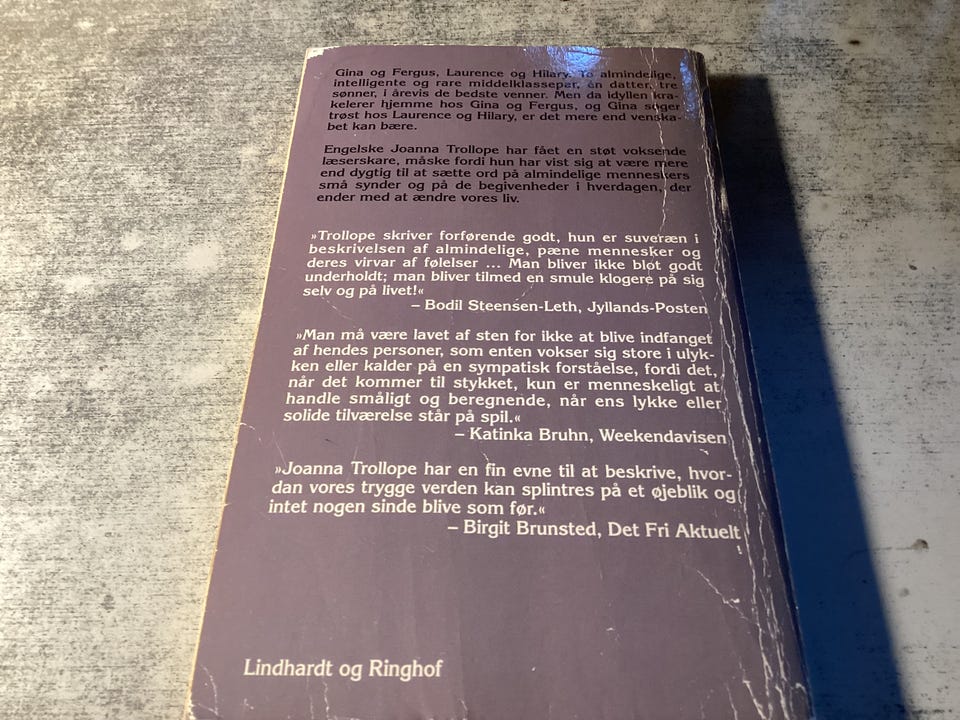 Gina og Fergus, Laurence og Hilary. To almindelige,
intelligente og rare middelklassepar, én datter, tre
sønner, i årevis de bedste venner. Men da idyllen kra-
kelerer hjemme hos Gina og Fergus, og Gina søger
trøst hos Laurence og Hilary, er det mere end venska-
bet kan bære.
Engelske Joanna Trollope har fået en støt voksende
læserskare, måske fordi hun har vist sig at være mere
end dygtig til at sætte ord på almindelige menneskers
små synder og på de begivenheder i hverdagen, der
ender med at ændre vores liv.
»Trollope skriver forførende godt, hun er suveræn i
beskrivelsen af almindelige, pæne mennesker og
deres virvar af følelser ... Man bliver ikke blot godt
underholdt; man bliver tilmed en smule klogere på sig
selv og på livet!«
– Bodil Steensen-Leth, Jyllands-Posten
»Man må være lavet af sten for ikke at blive indfanget
af hendes personer, som enten vokser sig store i ulyk-
ken eller kalder på en sympatisk forståelse, fordi det,
når det kommer til stykket, kun er menneskeligt at
handle småligt og beregnende, når ens lykke eller
solide tilværelse står på spil.«
– Katinka Bruhn, Weekendavisen
»Joanna Trollope har en fin evne til at beskrive, hvor-
dan vores trygge verden kan splintres på et øjeblik og
intet nogen sinde blive som før.«
– Birgit Brunsted, Det Fri Aktuelt
Lindhardt og Ringhof